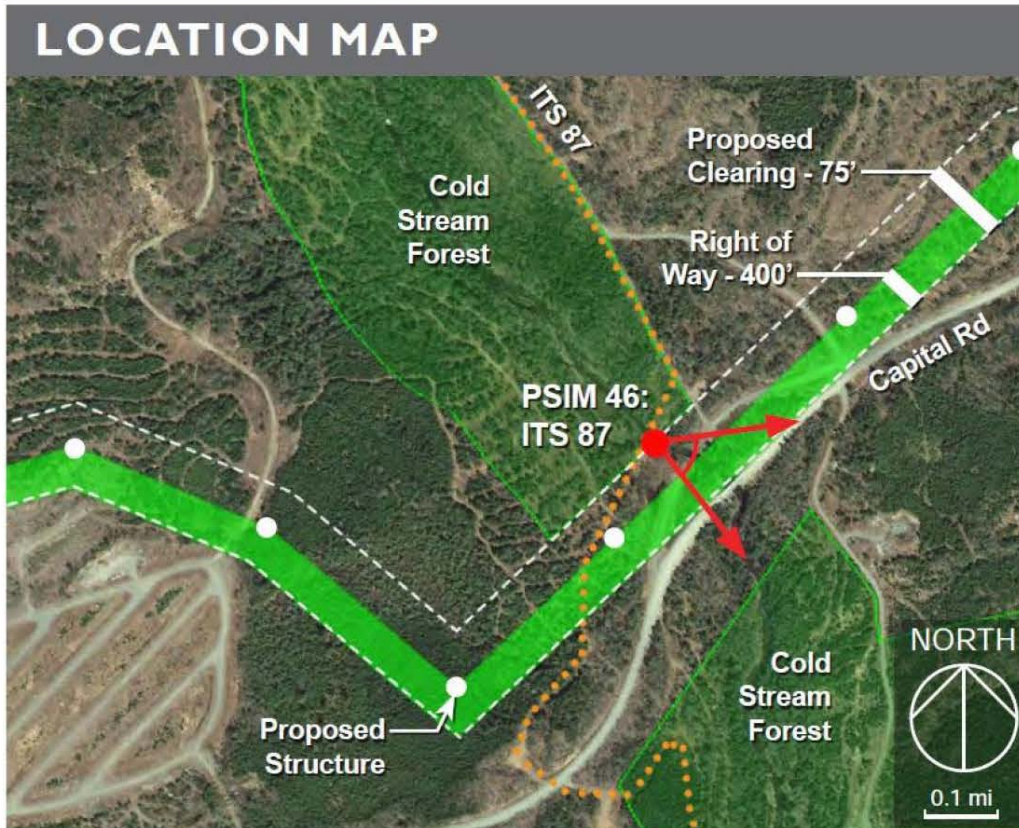 LOCATION MAP
ITS 87
Cold
Stream
Forest
Proposed
Clearing - 75'
Right of
Way - 400'
Capital Rd
PSIM 46:
ITS 87
Proposed
Structure
Cold
Stream
Forest
NORTH
0.1 mi